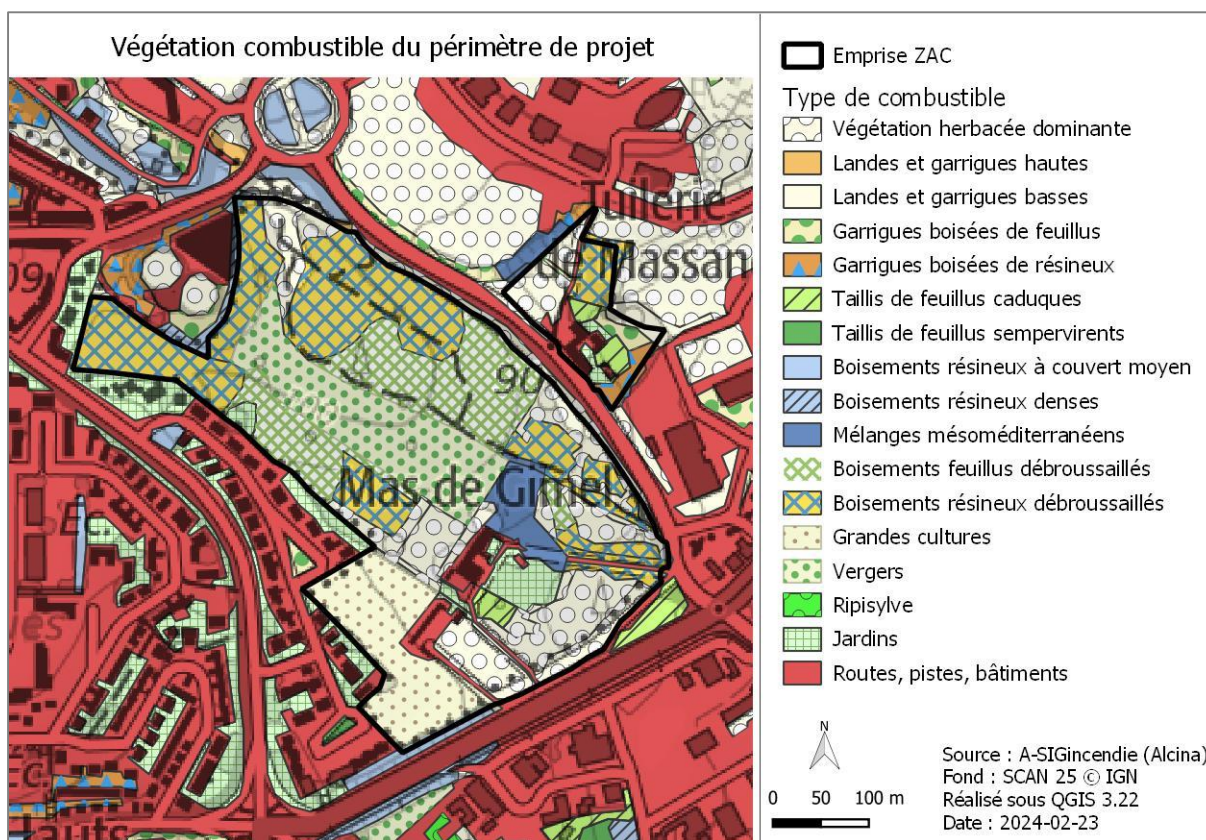 Végétation combustible du périmètre de projet
Tuilerie
de Massan
09
90
Mas de Gimel
Emprise ZAC
Type de combustible
Végétation herbacée dominante
Landes et garrigues hautes
Landes et garrigues basses
Garrigues boisées de feuillus
Garrigues boisées de résineux
Taillis de feuillus caduques
Taillis de feuillus sempervirents
Boisements résineux à couvert moyen
Boisements résineux denses
Mélanges mésoméditerranéens
Boisements feuillus débroussaillés
Boisements résineux débroussaillés
Grandes cultures
Vergers
Ripisylve
Jardins
Routes, pistes, bâtiments
N
0 50 100 m
Source : A-SIGincendie (Alcina)
Fond : SCAN 25 © IGN
Réalisé sous QGIS 3.22
Date : 2024-02-23